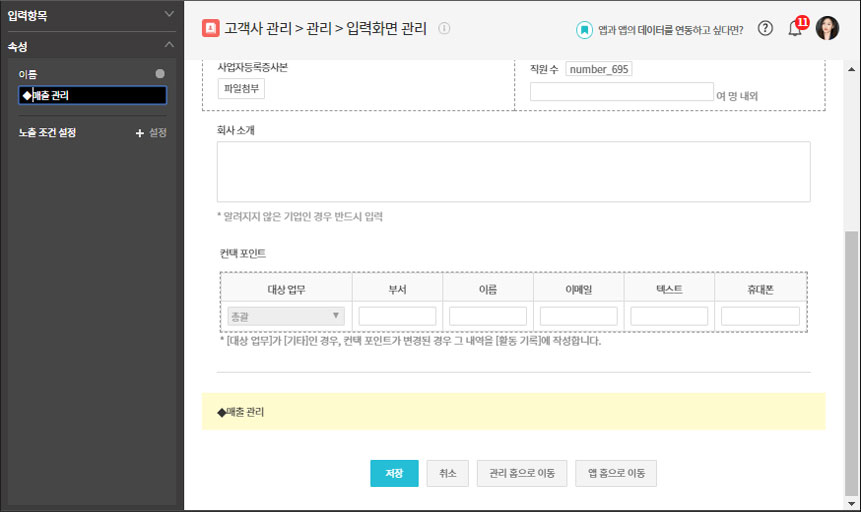 입력항목
속성
이름
◆매출 관리
노출 조건 설정
+ 설정
고객사 관리 > 관리 > 입력화면 관리
앱과 앱의 데이터를 연동하고 싶다면?
11
사업자등록증사본
파일첨부
직원 수 number_695
여 명 내외
회사 소개
* 알려지지 않은 기업인 경우 반드시 입력
컨택 포인트
대상 업무 부서 이름 이메일 텍스트 휴대폰
총괄
* [대상 업무]가 [기타]인 경우, 컨택 포인트가 변경된 경우 그 내역을 [활동 기록]에 작성합니다.
◆매출 관리
저장 취소 관리 홈으로 이동 앱 홈으로 이동